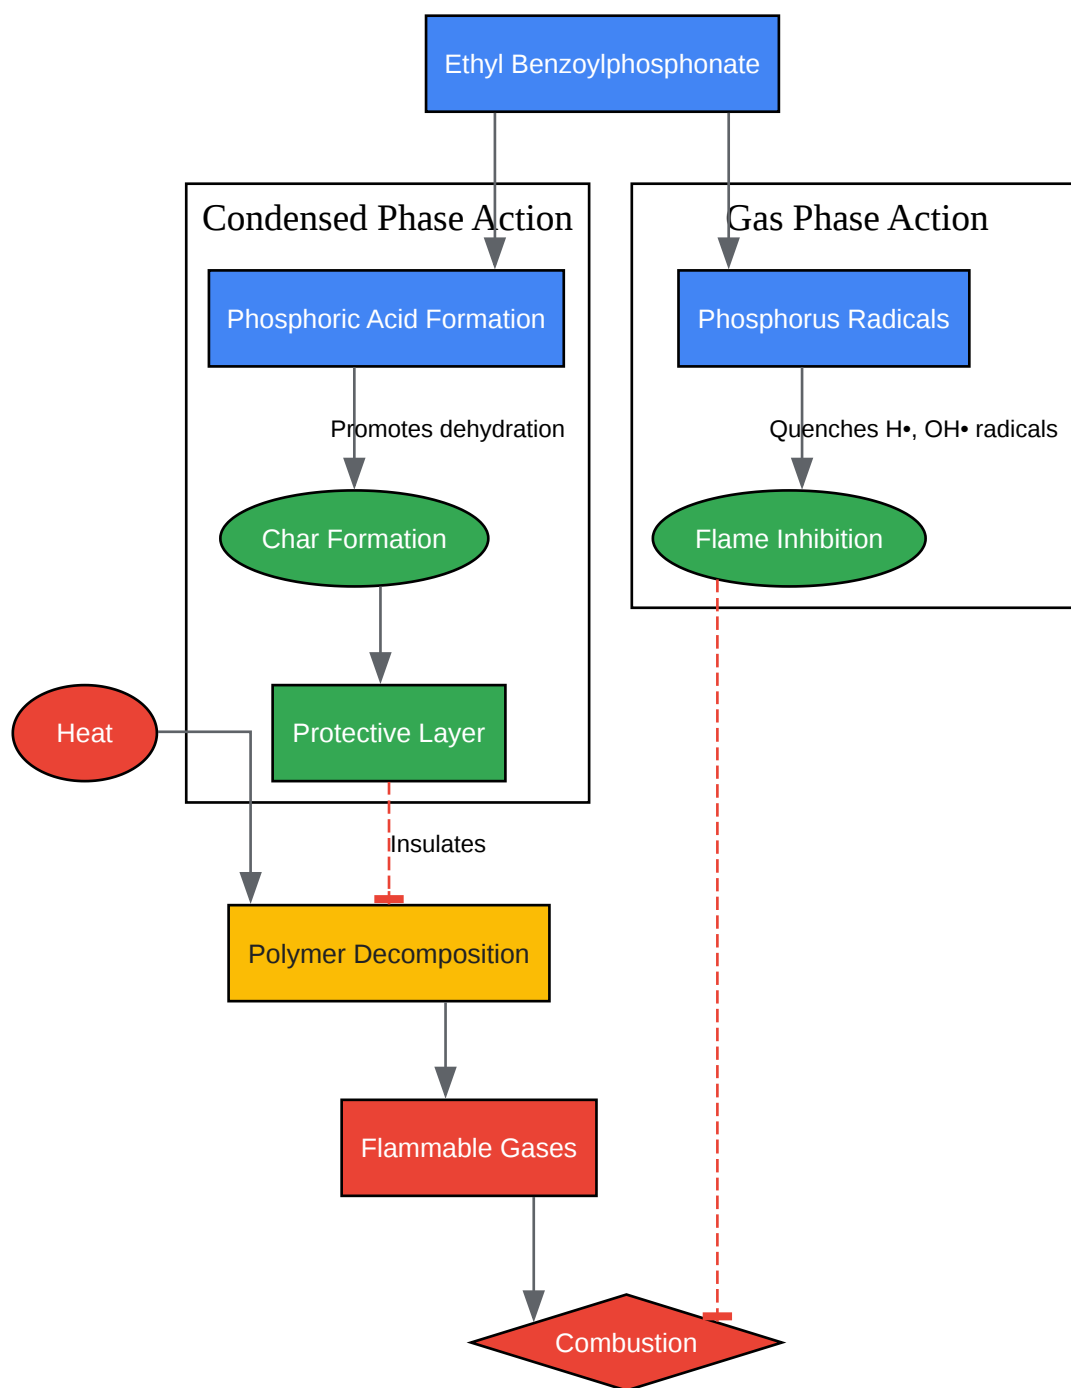 Ethyl Benzoylphosphonate
Condensed Phase Action
Gas Phase Action
Phosphoric Acid Formation
Phosphorus Radicals
Promotes dehydration
Quenches H•, OH• radicals
Char Formation
Flame Inhibition
Heat
Protective Layer
Insulates
Polymer Decomposition
Flammable Gases
Combustion